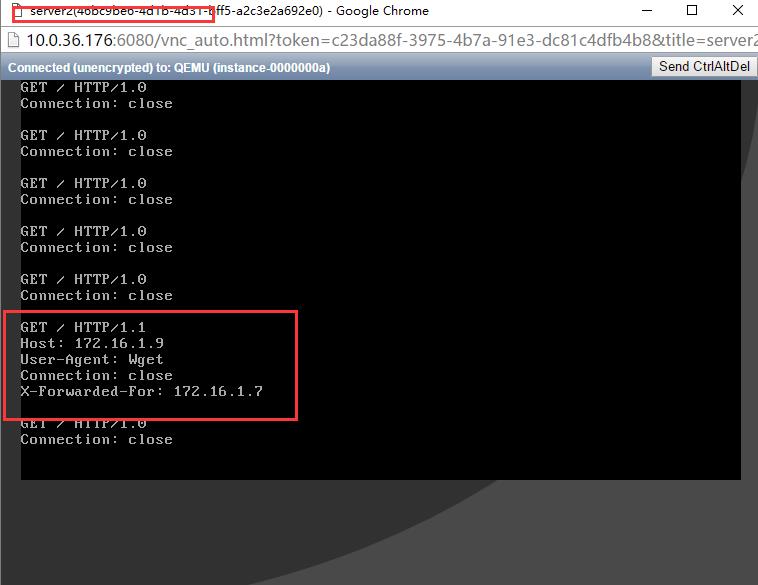 server2(46bc9be6-4d1b-4d31-bff5-a2c3e2a692e0) - Google Chrome
10.0.36.176:6080/vnc_auto.html?token=c23da88f-3975-4b7a-91e3-dc81c4dfb4b8&title=server2
Connected (unencrypted) to: QEMU (instance-0000000a)
Send CtrlAltDel
GET / HTTP/1.0
Connection: close
GET / HTTP/1.0
Connection: close
GET / HTTP/1.0
Connection: close
GET / HTTP/1.0
Connection: close
GET / HTTP/1.0
Connection: close
GET / HTTP/1.1
Host: 172.16.1.9
User-Agent: Wget
Connection: close
X-Forwarded-For: 172.16.1.7
GET / HTTP/1.0
Connection: close